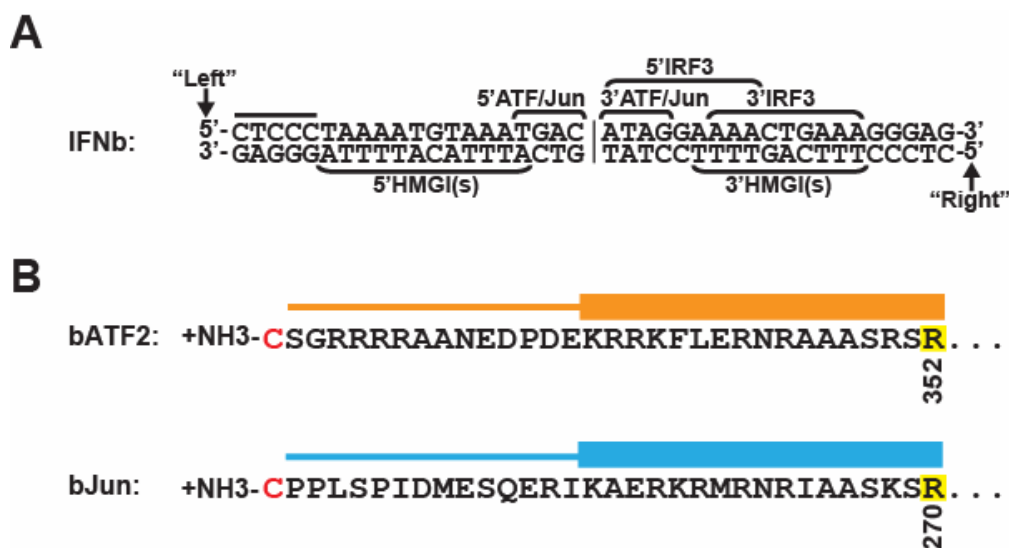 A
5'IRF3
"Left"
5'ATF/Jun 3'ATF/Jun 3'IRF3
IFNb:
5'-CTCCCTAAAATGTAAATGAC|ATAGGAAAACTGAAAGGGAG-3'
3'-GAGGGATTTTACATTTACTG|TATCCTTTTGACTTTCCCTC-5'
5'HMGI(s) 3'HMGI(s)
"Right"
B
bATF2: +NH3-CSGRRRRAANEDPDEKRRKFLERNRAAASRSR...
352
bJun: +NH3-CPPLSPIDMESQERIKAERKRMRNRIAASKSR...
270